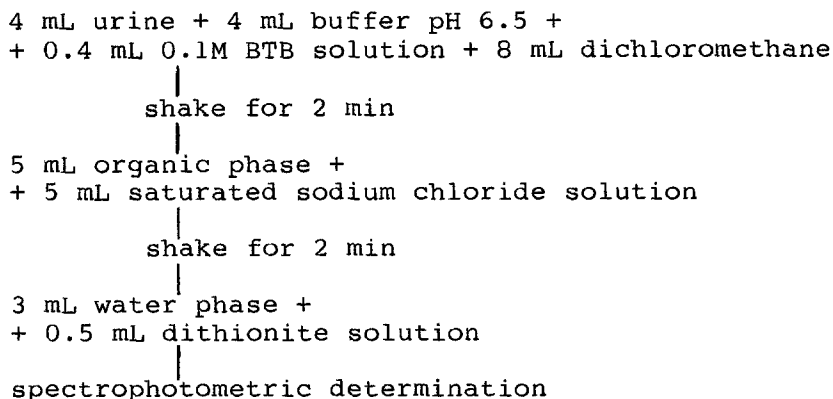 4 mL urine + 4 mL buffer pH 6.5 +
+ 0.4 mL 0.1M BTB solution + 8 mL dichloromethane
shake for 2 min
5 mL organic phase +
+ 5 mL saturated sodium chloride solution
shake for 2 min
3 mL water phase +
+ 0.5 mL dithionite solution
spectrophotometric determination